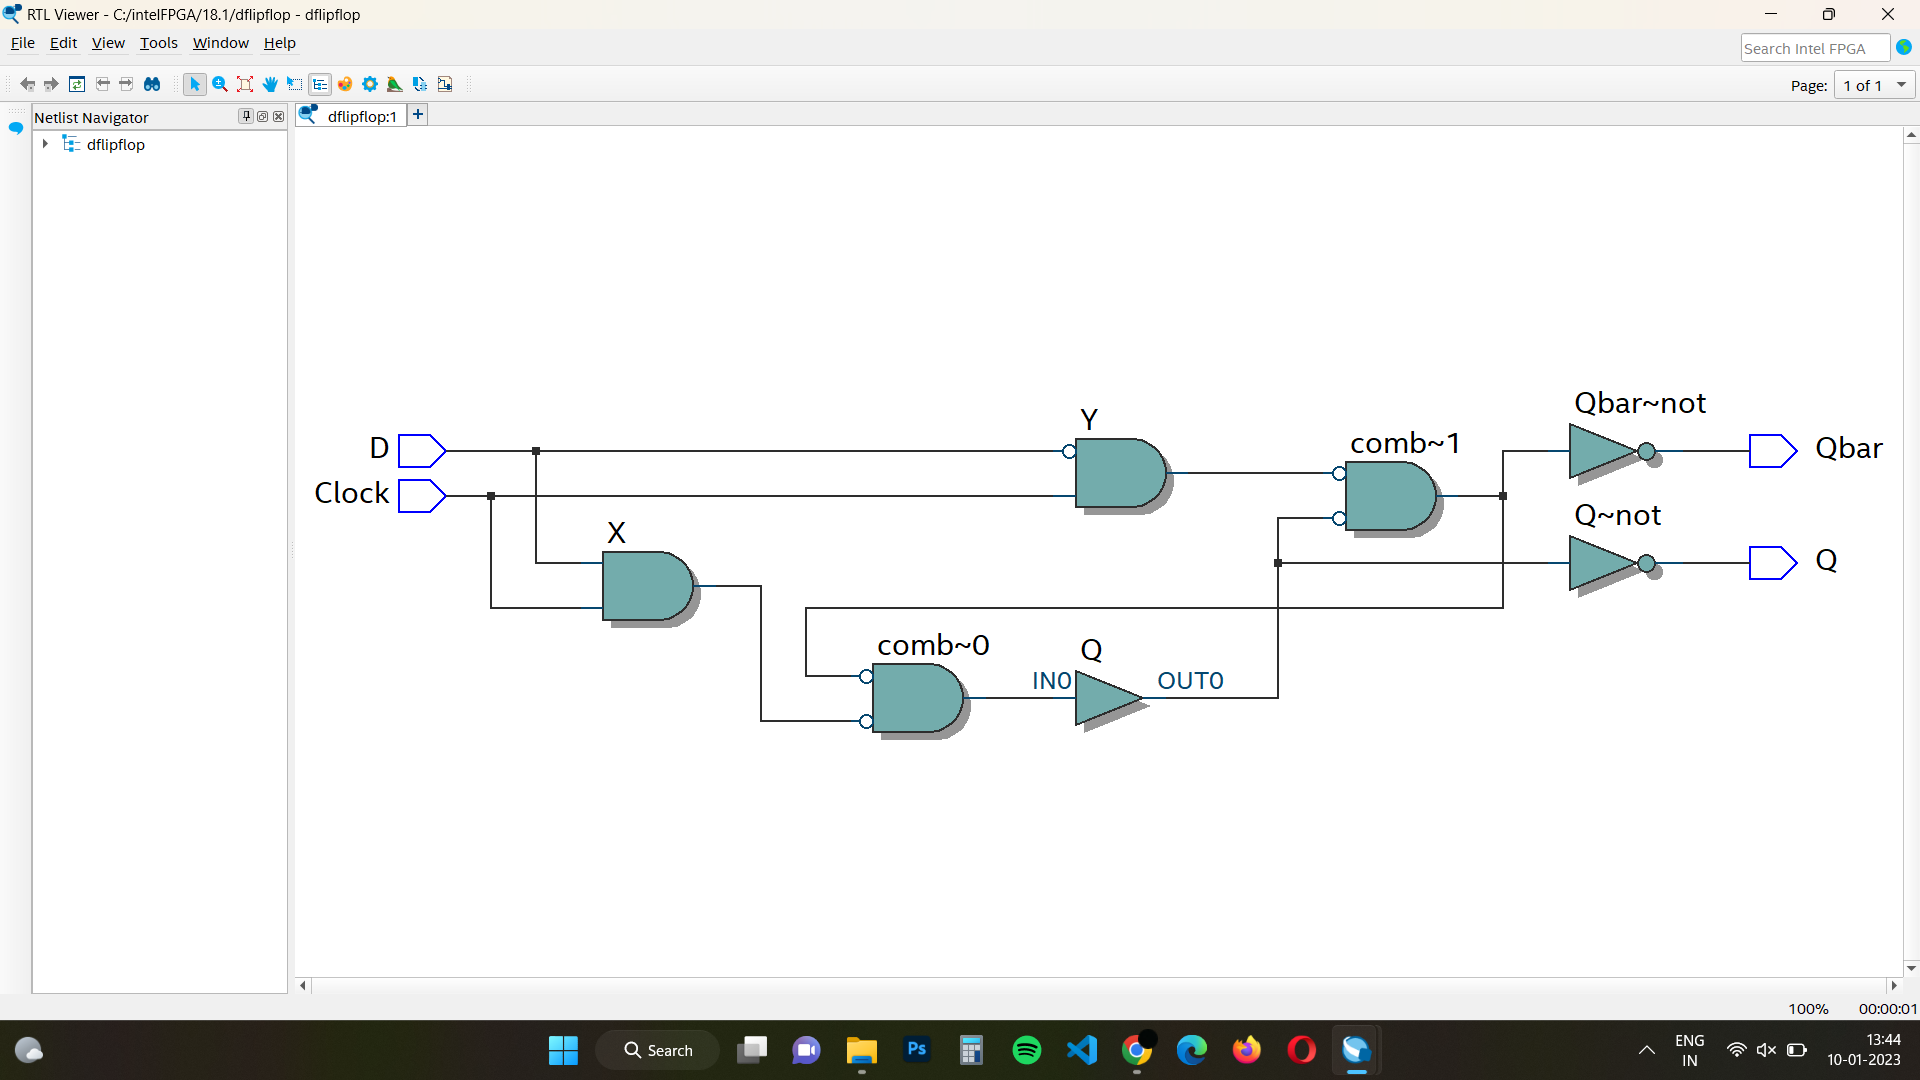 RTL Viewer - C:/intelFPGA/18.1/dflipflop - dflipflop
File Edit View Tools Window Help
Search Intel FPGA
Page: 1 of 1
Netlist Navigator
dflipflop:1
+
dflipflop
Qbar~not
Y
comb~1
D
Qbar
Clock
Q~not
X
Q
comb~0
Q
IN0
OUT0
100% 00:00:01
Search
Ps
ENG
IN
13:44
10-01-2023